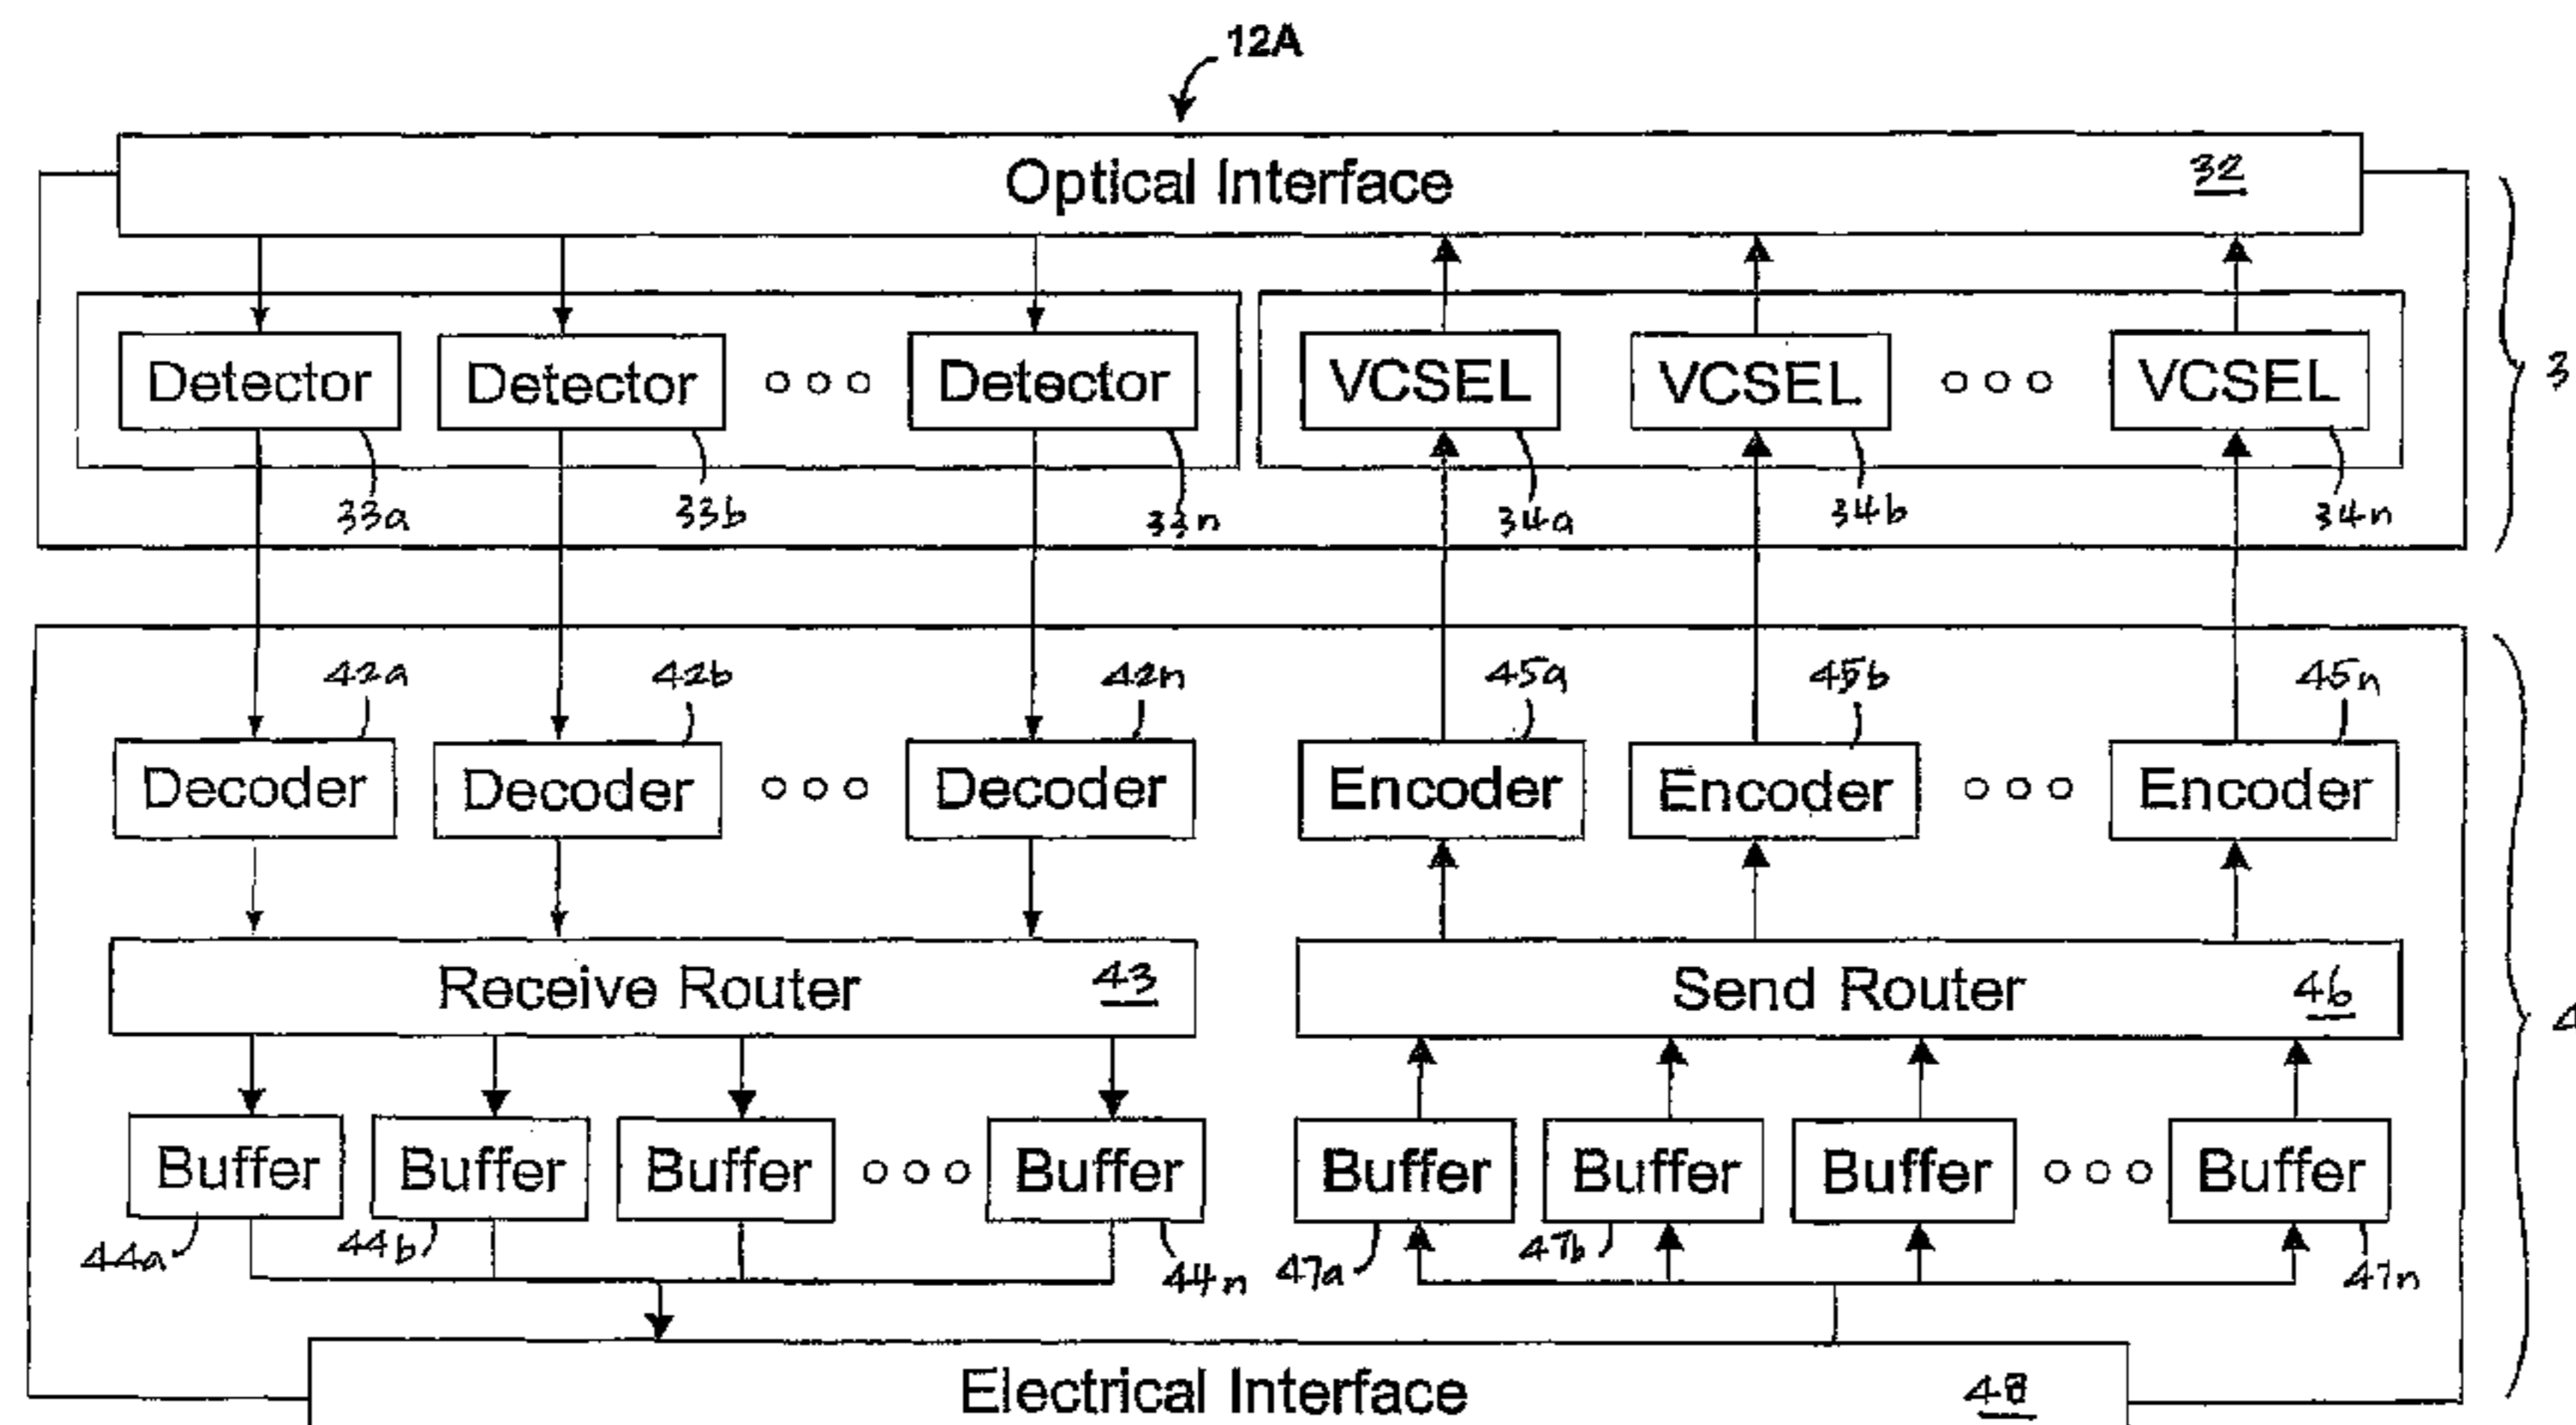 12A
Optical Interface 32
Detector Detector Detector VCSEL VCSEL VCSEL
3
33a 33b 33n 34a 34b 34n
42a 42b 42n 45a 45b 45n
Decoder Decoder Decoder Encoder Encoder Encoder
Receive Router 43 Send Router 46
4
Buffer Buffer Buffer Buffer Buffer Buffer Buffer Buffer
44a 44b 44n 47a 47b 47n
Electrical Interface 48